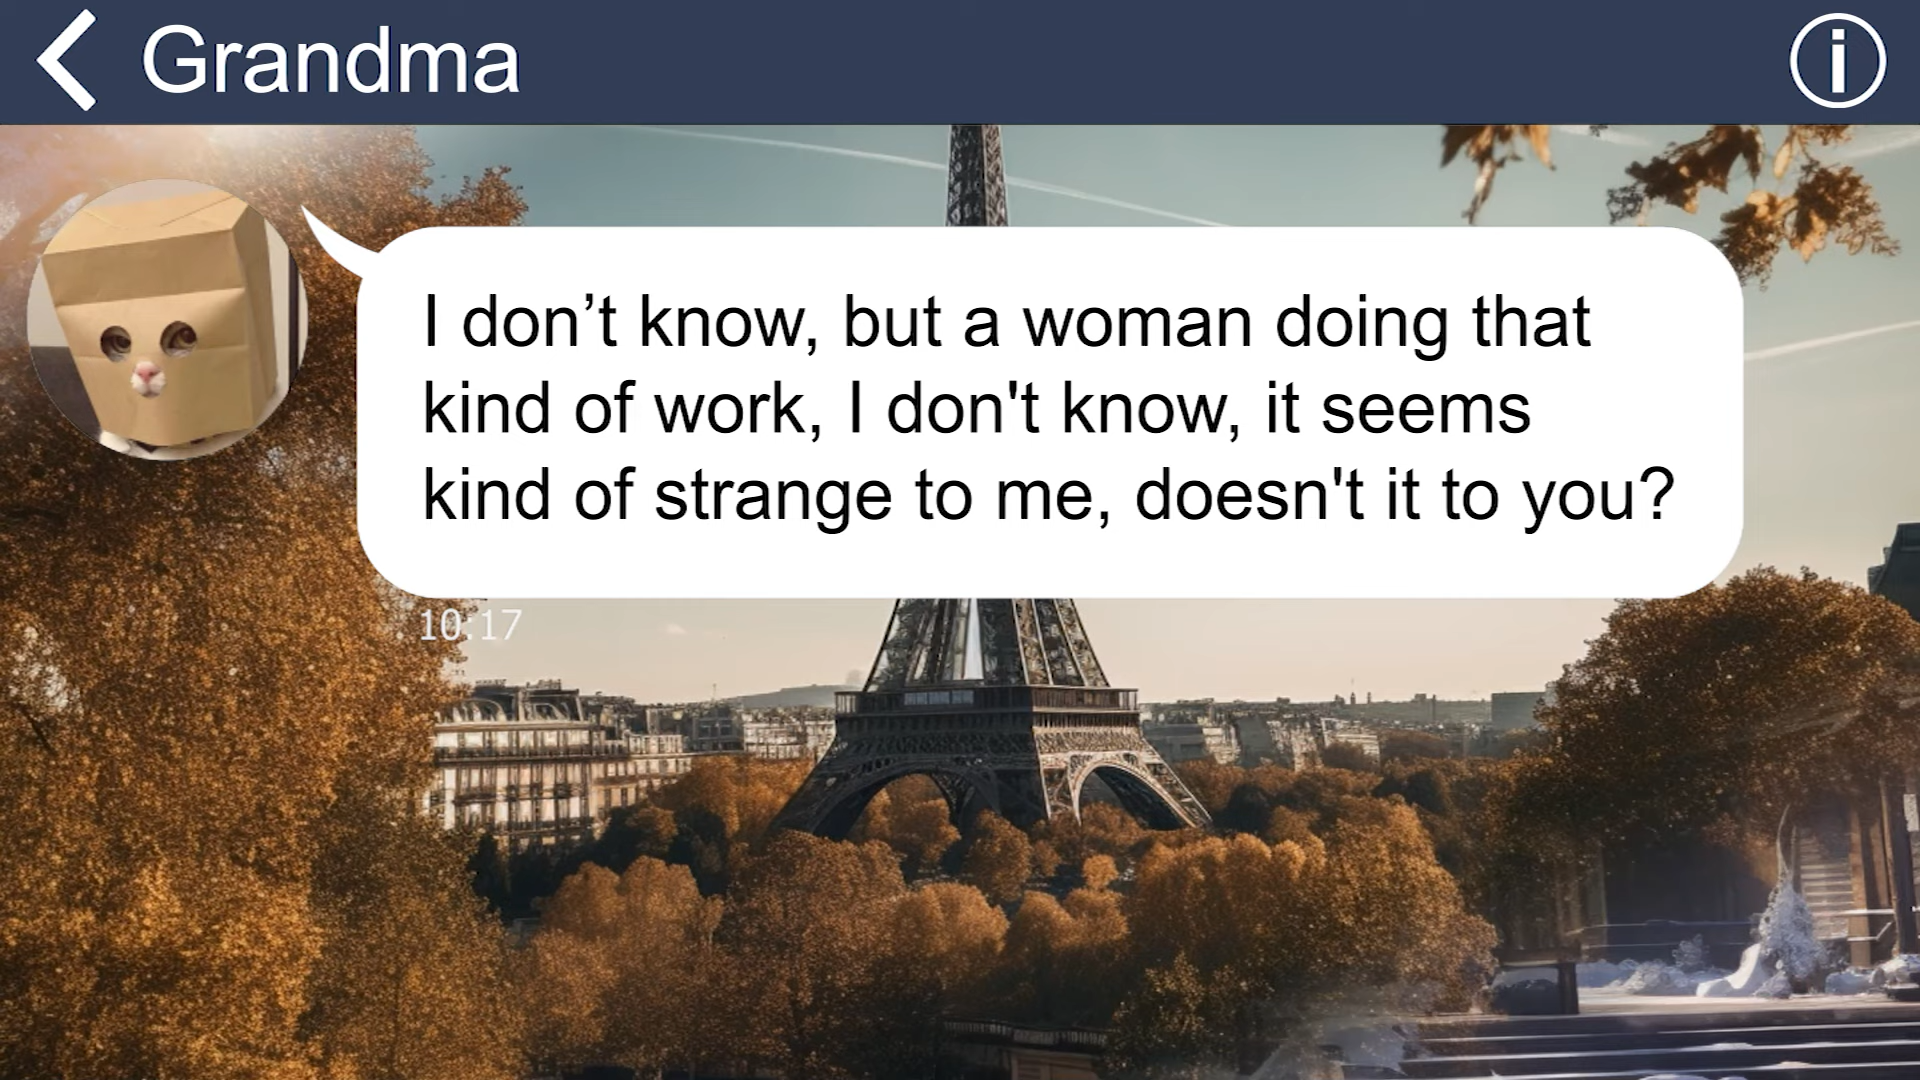 Grandma
I don’t know, but a woman doing that
kind of work, I don't know, it seems
kind of strange to me, doesn't it to you?
10:17